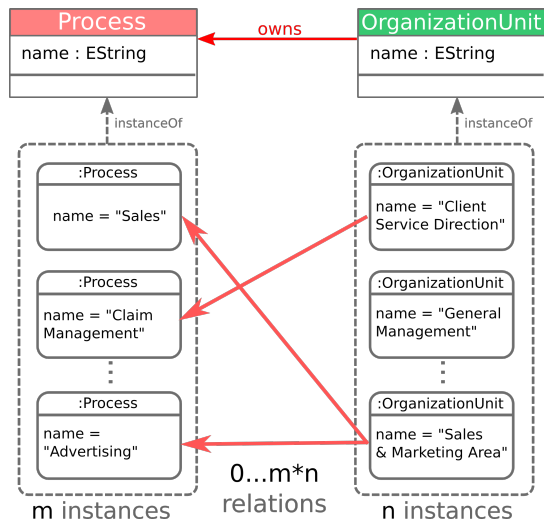 Process
name : EString
owns
OrganizationUnit
name : EString
instanceOf
instanceOf
:Process
name = "Sales"
:Process
name = "Claim
Management"
:Process
name =
"Advertising"
:OrganizationUnit
name = "Client
Service Direction"
:OrganizationUnit
name = "General
Management"
:OrganizationUnit
name = "Sales
& Marketing Area"
0...m*n
relations
m instances
n instances